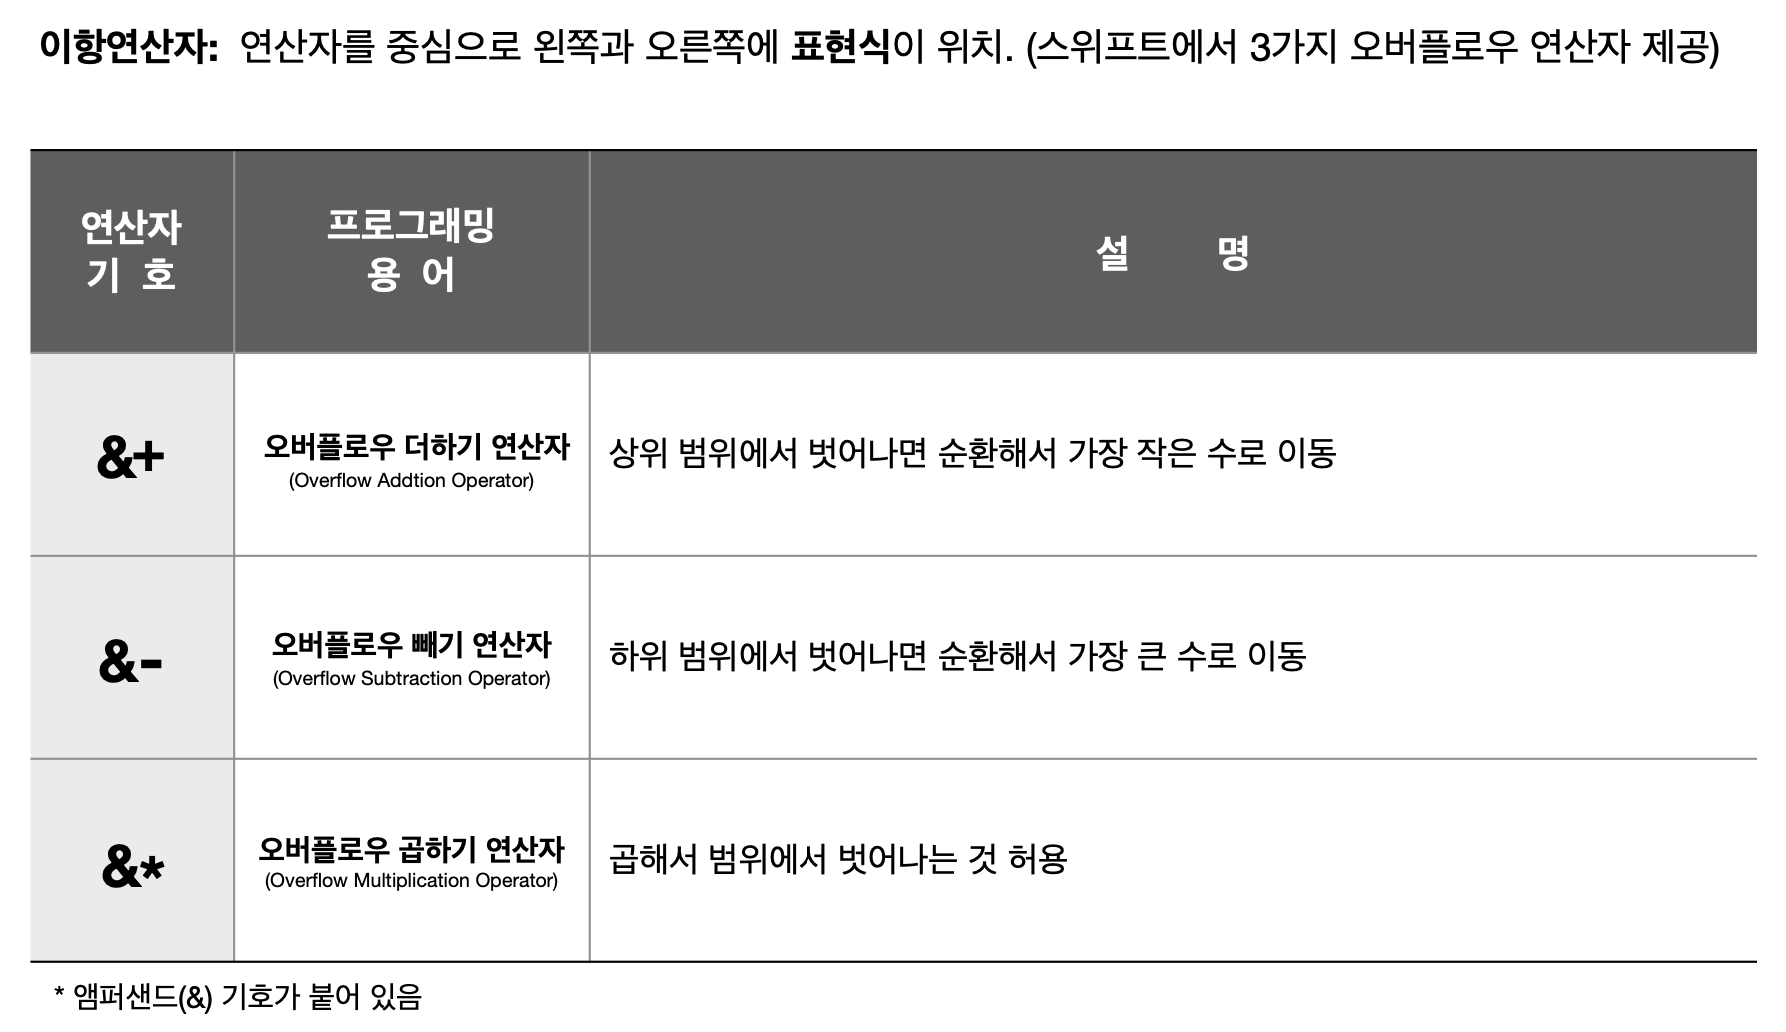 이항연산자: 연산자를 중심으로 왼쪽과 오른쪽에 표현식이 위치. (스위프트에서 3가지 오버플로우 연산자 제공)
연산자
기 호
프로그래밍
용 어
설 명
&+
오버플로우 더하기 연산자
(Overflow Addtion Operator)
상위 범위에서 벗어나면 순환해서 가장 작은 수로 이동
&-
오버플로우 빼기 연산자
(Overflow Subtraction Operator)
하위 범위에서 벗어나면 순환해서 가장 큰 수로 이동
&*
오버플로우 곱하기 연산자
(Overflow Multiplication Operator)
곱해서 범위에서 벗어나는 것 허용
* 앰퍼샌드(&) 기호가 붙어 있음